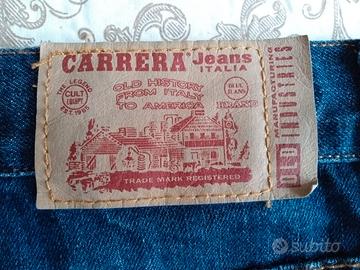 CARRERA Jeans
ITALIA
THE LEGEND
CULT
EST. 1965
OLD HISTORY
FROM ITALY
TO AMERICA
BLUE
JEANS
BRAND
TRADE MARK REGISTERED
MANUFACTURING
INDUSTRIES
subito